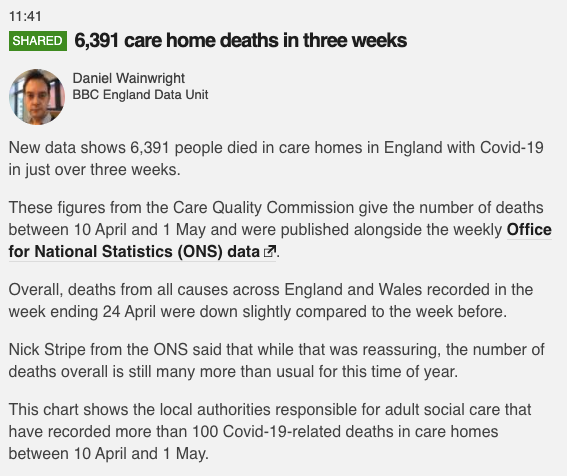 11:41
SHARED 6,391 care home deaths in three weeks
Daniel Wainwright
BBC England Data Unit
New data shows 6,391 people died in care homes in England with Covid-19
in just over three weeks.
These figures from the Care Quality Commission give the number of deaths
between 10 April and 1 May and were published alongside the weekly Office
for National Statistics (ONS) data.
Overall, deaths from all causes across England and Wales recorded in the
week ending 24 April were down slightly compared to the week before.
Nick Stripe from the ONS said that while that was reassuring, the number of
deaths overall is still many more than usual for this time of year.
This chart shows the local authorities responsible for adult social care that
have recorded more than 100 Covid-19-related deaths in care homes
between 10 April and 1 May.